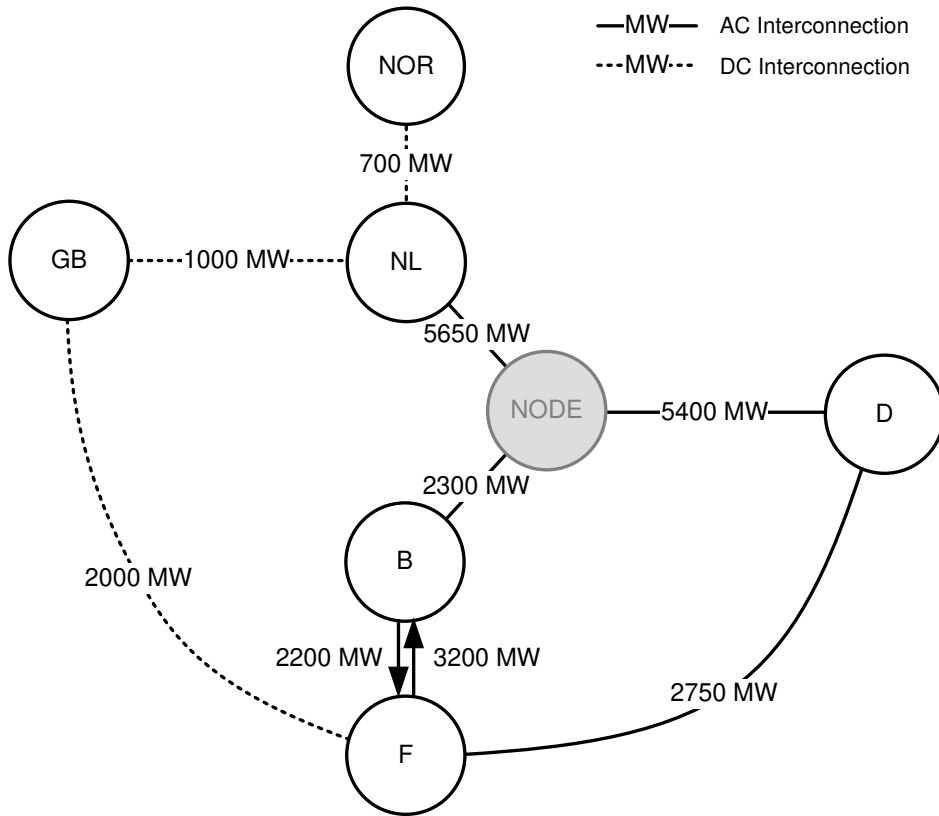 MW AC Interconnection
MW DC Interconnection
NOR
700 MW
GB
1000 MW
NL
5650 MW
NODE
5400 MW
D
2300 MW
B
2000 MW
2200 MW
3200 MW
2750 MW
F